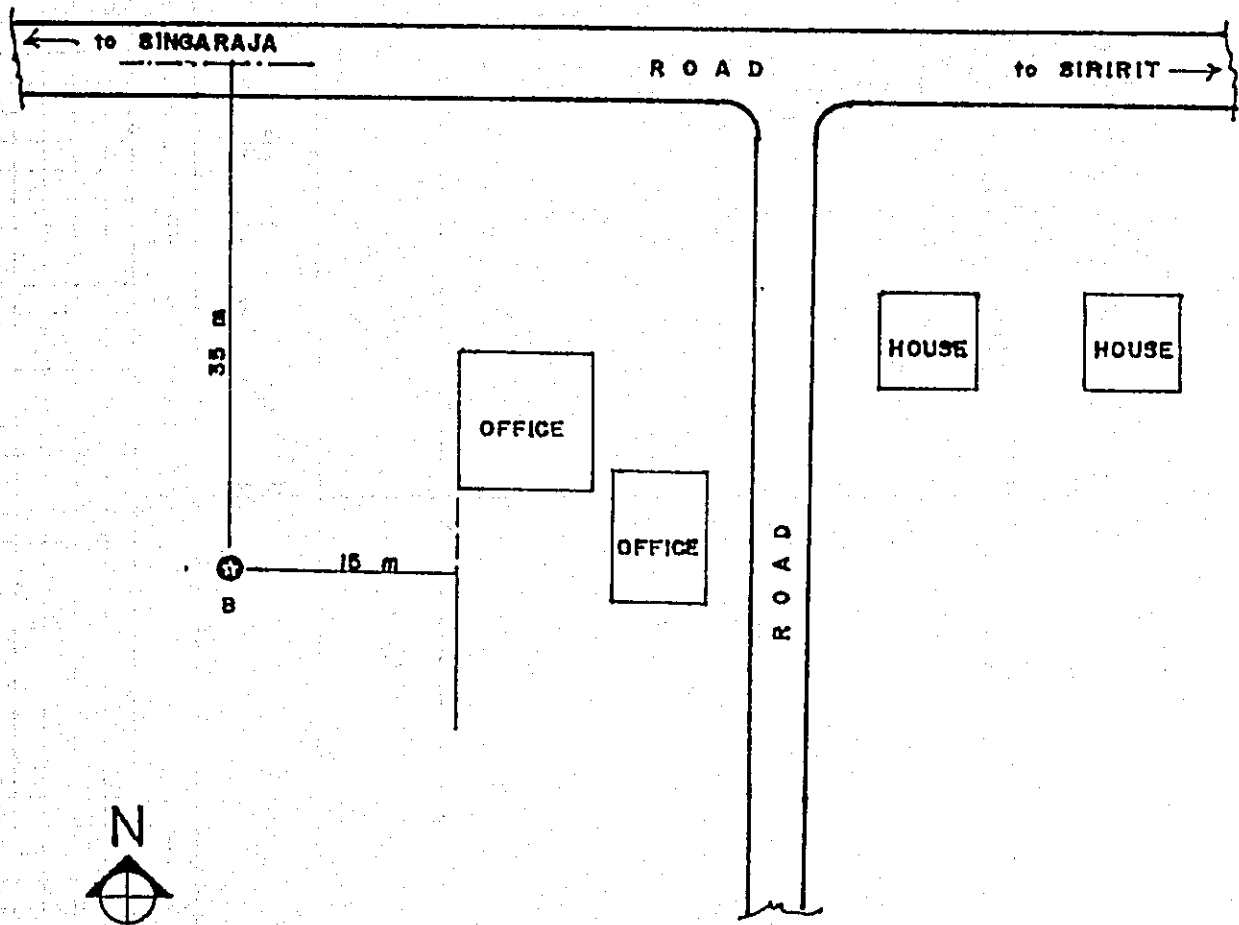 ← to SINGARAJA
ROAD
to SIRIRIT →
35 m
HOUSE
HOUSE
OFFICE
OFFICE
15 m
B
ROAD
N